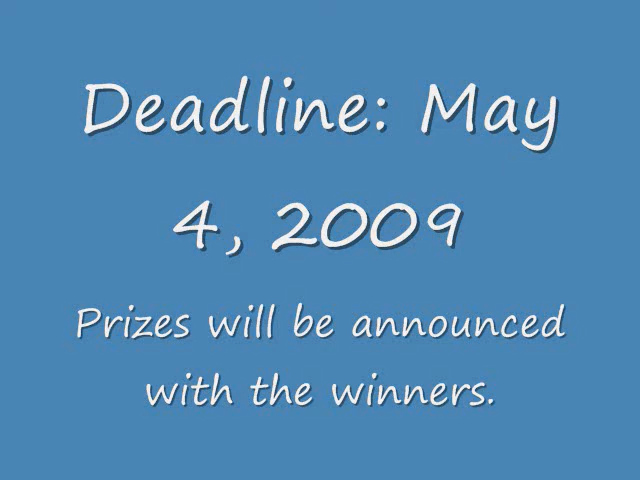 Deadline: May
4, 2009
Prizes will be announced
with the winners.